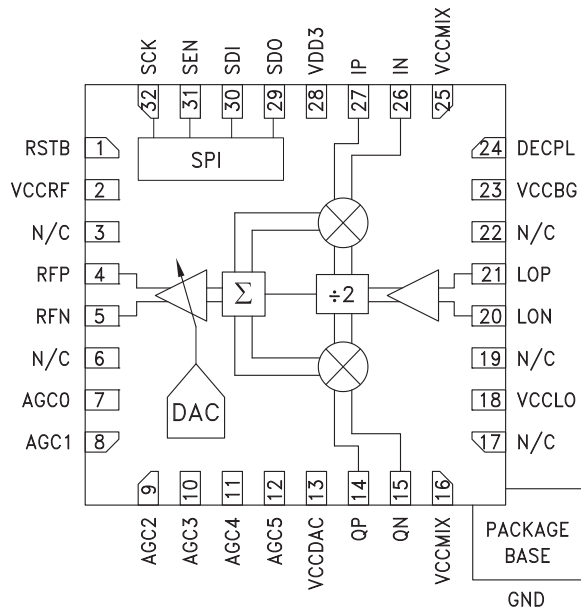 SCK
SEN
SDI
SDO
VDD3
IP
IN
VCCMIX
32
31
30
29
28
27
26
25
RSTB 1
VCCRF 2
N/C 3
RFP 4
RFN 5
N/C 6
AGC0 7
AGC1 8
SPI
Σ
÷2
DAC
24 DECPL
23 VCCBG
22 N/C
21 LOP
20 LON
19 N/C
18 VCCLO
17 N/C
9
10
11
12
13
14
15
16
AGC2
AGC3
AGC4
AGC5
VCCDAC
QP
QN
VCCMIX
PACKAGE
BASE
GND